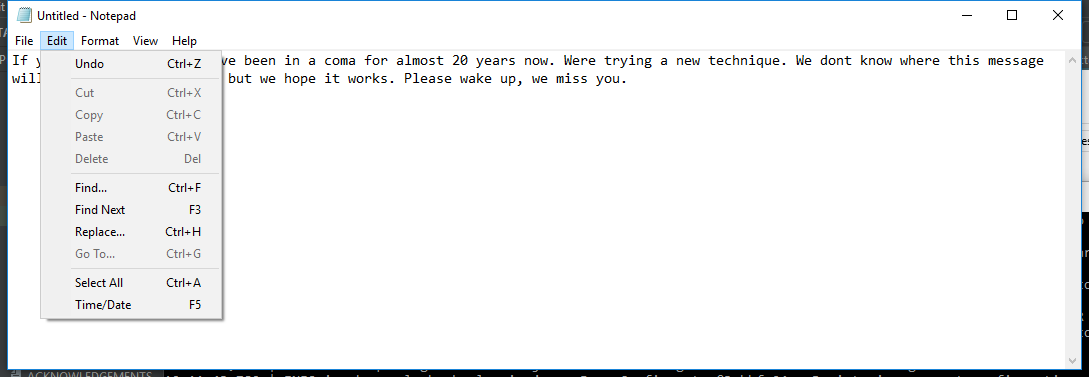 Untitled - Notepad
File Edit Format View Help
If y ve been in a coma for almost 20 years now. Were trying a new technique. We dont know where this message
will but we hope it works. Please wake up, we miss you.
Undo Ctrl+Z
Cut Ctrl+X
Copy Ctrl+C
Paste Ctrl+V
Delete Del
Find... Ctrl+F
Find Next F3
Replace... Ctrl+H
Go To... Ctrl+G
Select All Ctrl+A
Time/Date F5
ACKNOWLEDGEMENTS